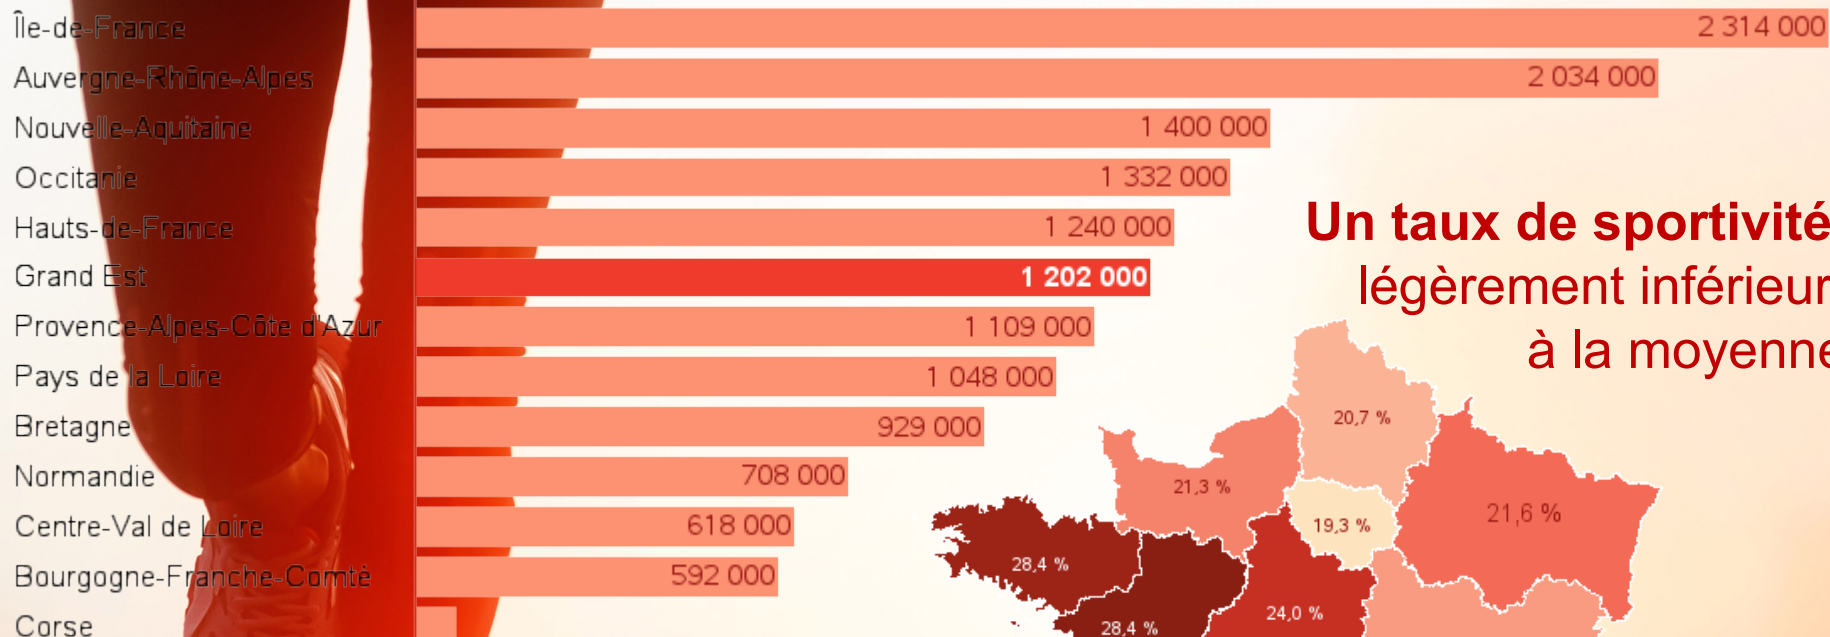 Île-de-France 2 314 000
Auvergne-Rhône-Alpes 2 034 000
Nouvelle-Aquitaine 1 400 000
Occitanie 1 332 000
Hauts-de-France 1 240 000
Grand Est 1 202 000
Provence-Alpes-Côte d'Azur 1 109 000
Pays de la Loire 1 048 000
Bretagne 929 000
Normandie 708 000
Centre-Val de Loire 618 000
Bourgogne-Franche-Comté 592 000
Corse
Un taux de sportivité
légèrement inférieur
à la moyenne
20,7 %
21,3 %
21,6 %
19,3 %
28,4 %
24,0 %
28,4 %